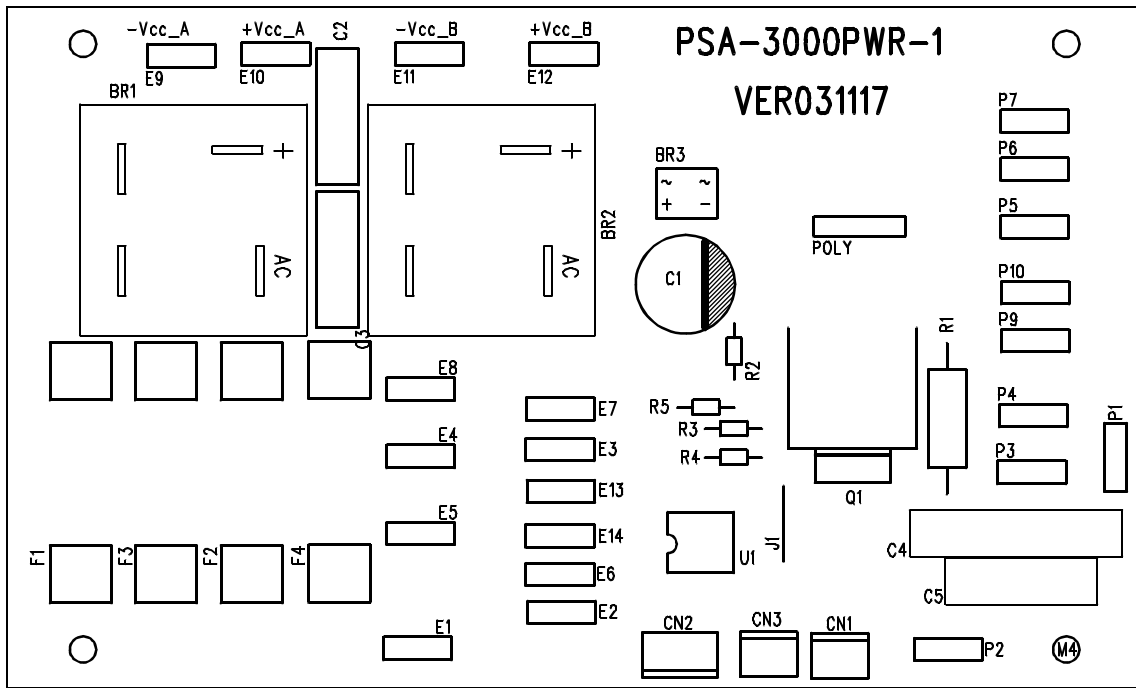 -Vcc_A
+Vcc_A
C2
-Vcc_B
+Vcc_B
PSA-3000PWR-1
E9
E10
E11
E12
BR1
VER031117
P7
P6
BR3
+
+
~ ~
+ -
P5
BR2
POLY
AC
AC
C1
P10
P9
R1
C3
R2
E8
E7
R5
P4
P1
R3
E4
E3
R4
P3
E13
Q1
E5
E14
J1
U1
C4
F1
F3
F2
F4
E6
C5
E2
E1
CN2
CN3
CN1
P2
M4